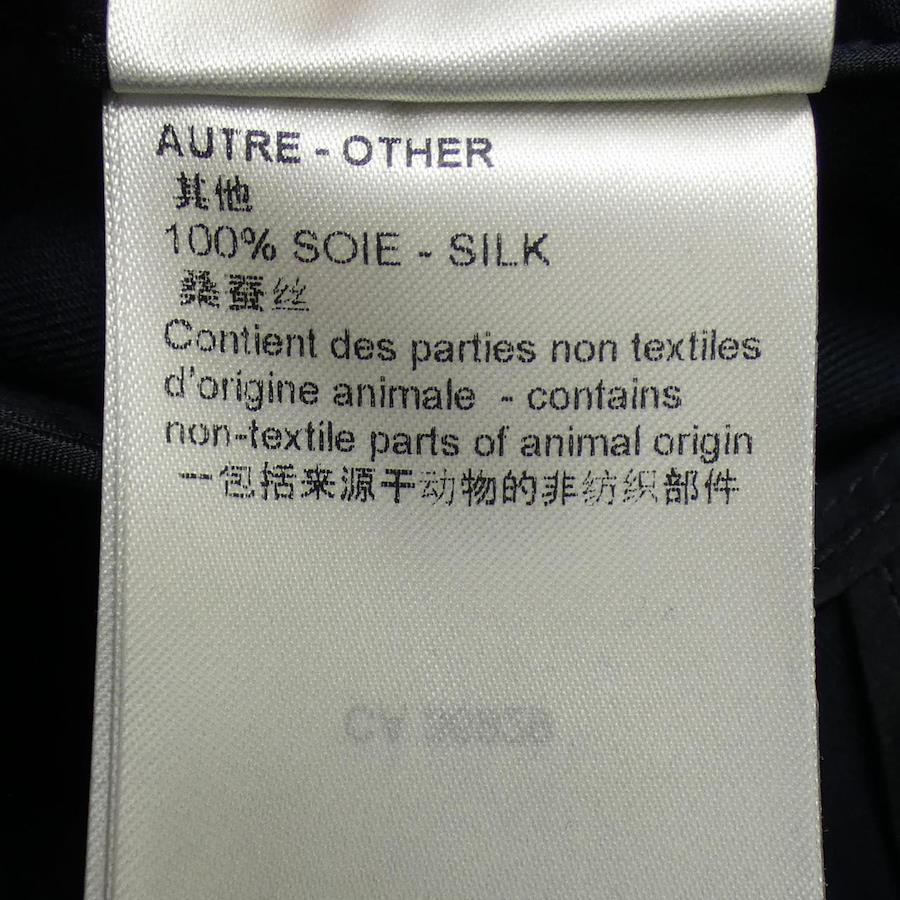 AUTRE - OTHER
其他
100% SOIE - SILK
桑蚕丝
Contient des parties non textiles
d'origine animale - contains
non-textile parts of animal origin
一包括来源于动物的非纺织部件